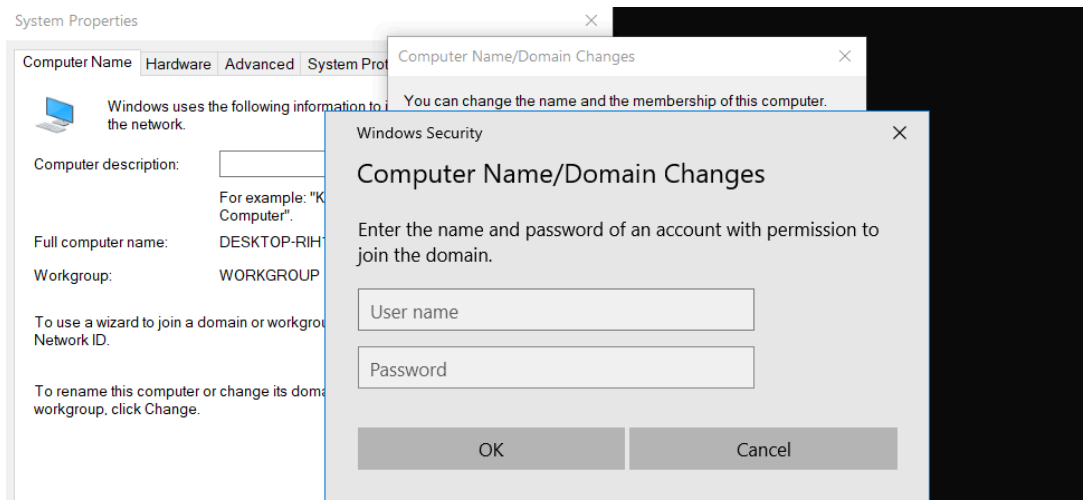 System Properties
Computer Name Hardware Advanced System Prot
Windows uses the following information to i
the network.
Computer description:
For example: "K
Computer".
Full computer name: DESKTOP-RIH
Workgroup: WORKGROUP
To use a wizard to join a domain or workgrou
Network ID.
To rename this computer or change its doma
workgroup, click Change.
Computer Name/Domain Changes
You can change the name and the membership of this computer.
Windows Security
Computer Name/Domain Changes
Enter the name and password of an account with permission to
join the domain.
User name
Password
OK Cancel